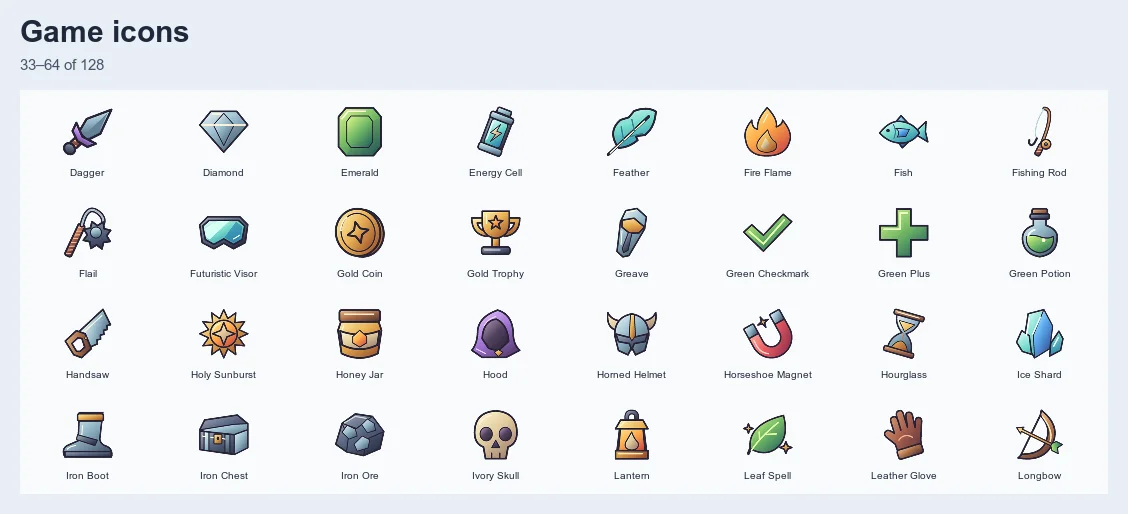 Game icons
33–64 of 128
Dagger
Diamond
Emerald
Energy Cell
Feather
Fire Flame
Fish
Fishing Rod
Flail
Futuristic Visor
Gold Coin
Gold Trophy
Greave
Green Checkmark
Green Plus
Green Potion
Handsaw
Holy Sunburst
Honey Jar
Hood
Horned Helmet
Horseshoe Magnet
Hourglass
Ice Shard
Iron Boot
Iron Chest
Iron Ore
Ivory Skull
Lantern
Leaf Spell
Leather Glove
Longbow